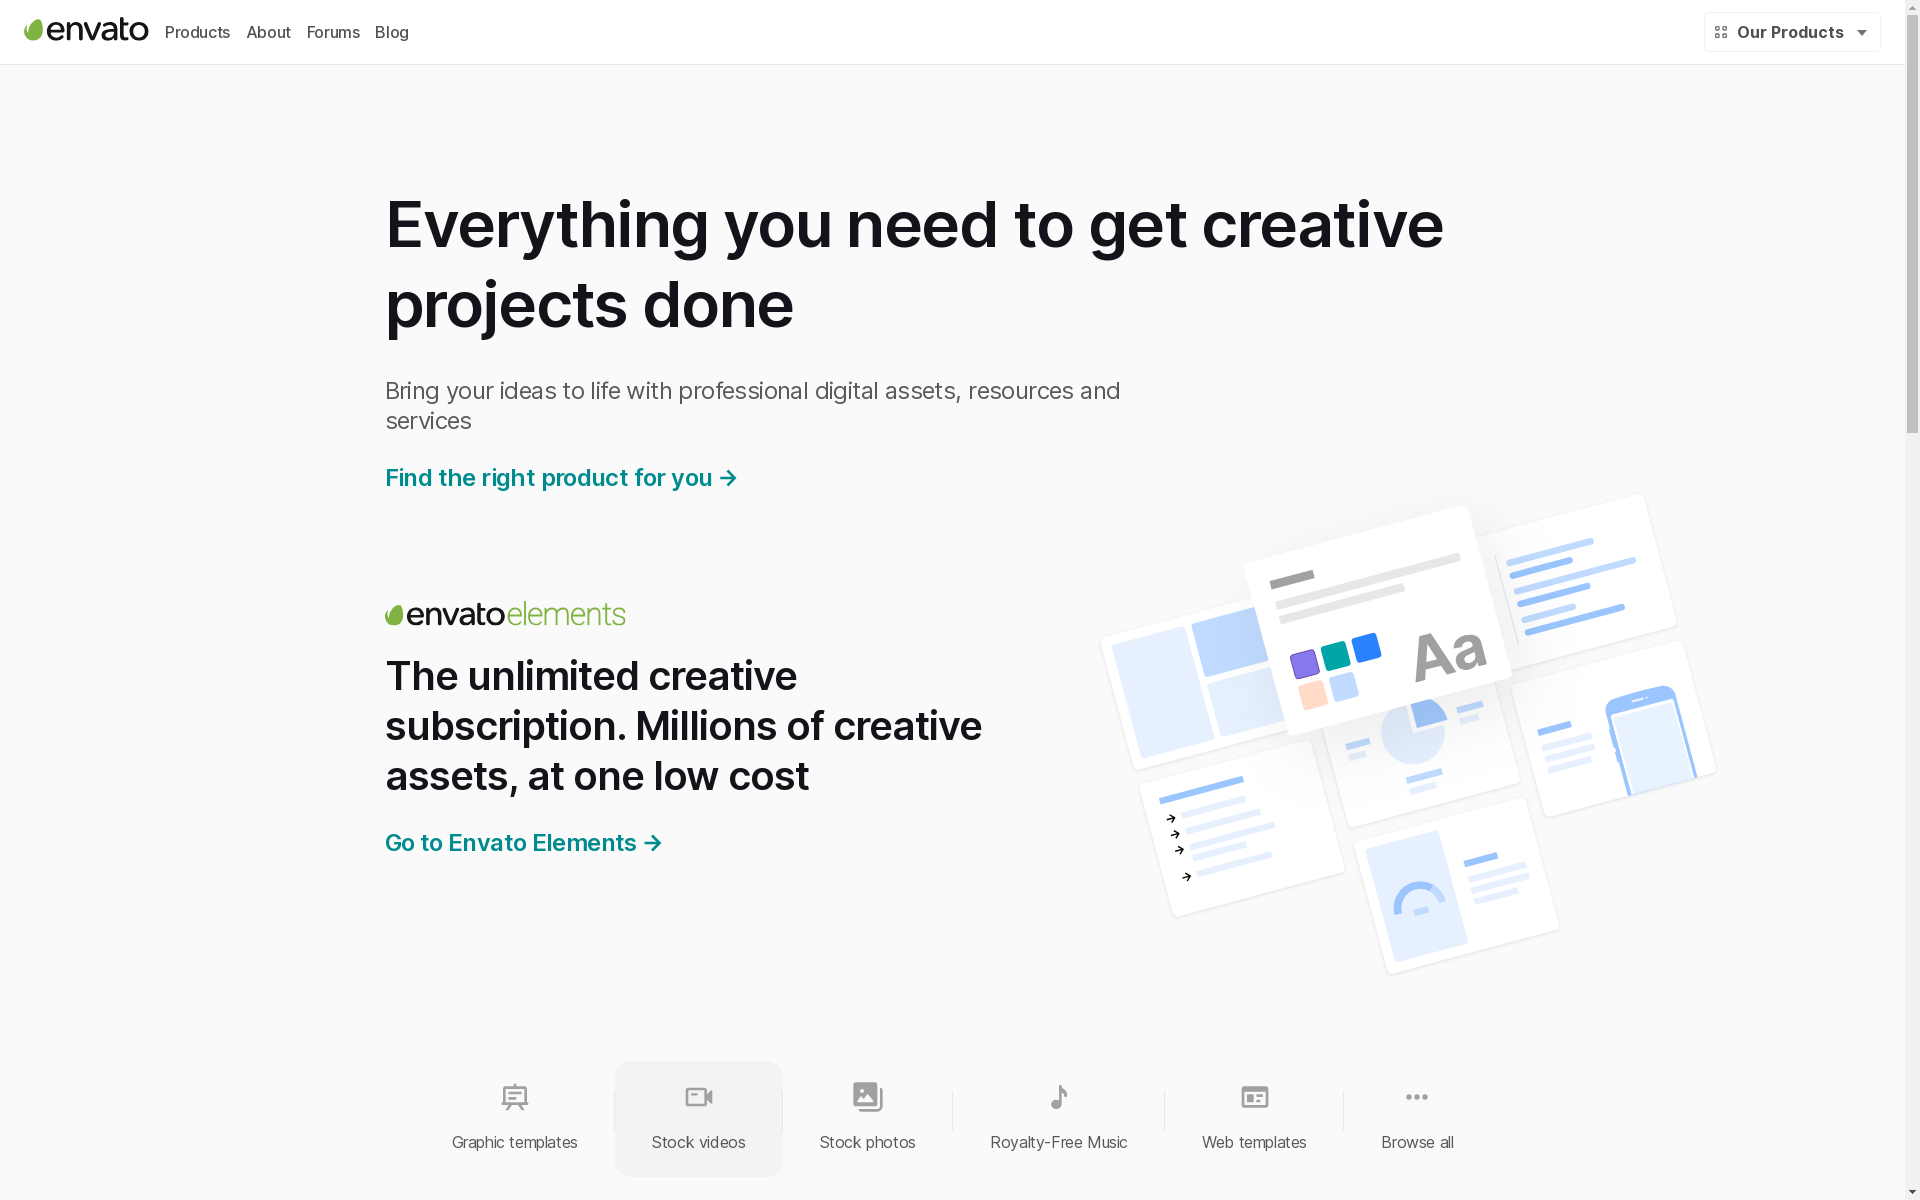 envato
Products
About
Forums
Blog
Our Products
Everything you need to get creative
projects done
Bring your ideas to life with professional digital assets, resources and
services
Find the right product for you →
envato elements
The unlimited creative
subscription. Millions of creative
assets, at one low cost
Go to Envato Elements →
Aa
Graphic templates
Stock videos
Stock photos
Royalty-Free Music
Web templates
Browse all